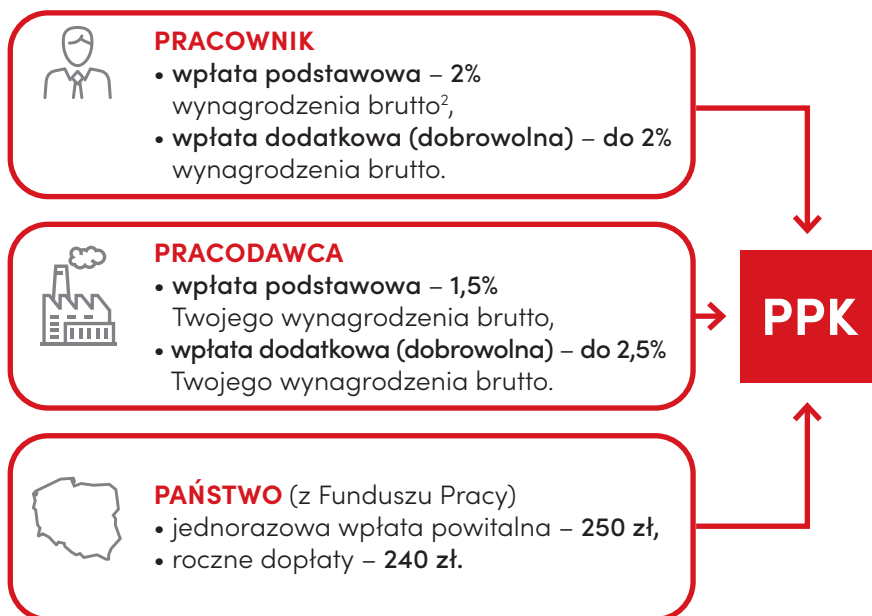 PRACOWNIK
• wpłata podstawowa – 2%
wynagrodzenia brutto²,
• wpłata dodatkowa (dobrowolna) – do 2%
wynagrodzenia brutto.
PRACODAWCA
• wpłata podstawowa – 1,5%
Twojego wynagrodzenia brutto,
• wpłata dodatkowa (dobrowolna) – do 2,5%
Twojego wynagrodzenia brutto.
PPK
PAŃSTWO (z Funduszu Pracy)
• jednorazowa wpłata powitalna – 250 zł,
• roczne dopłaty – 240 zł.